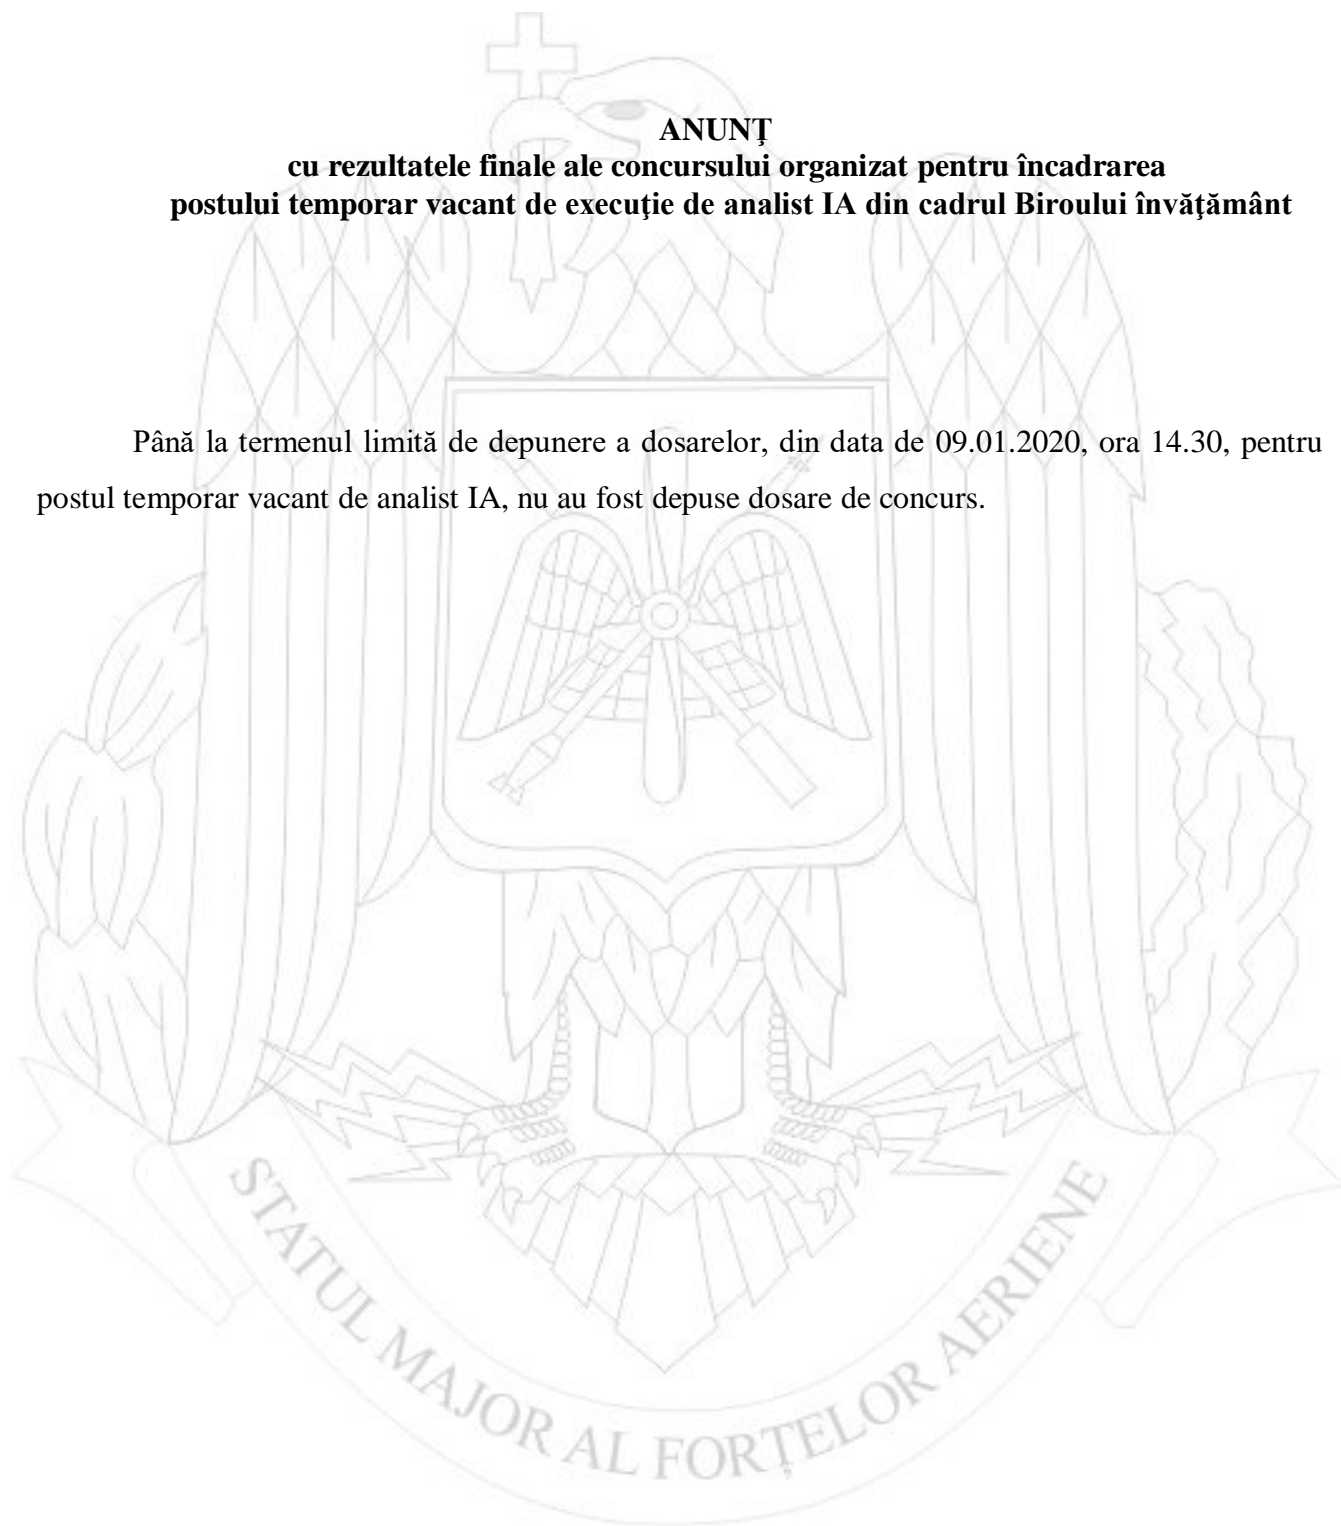 ANUNŢ
cu rezultatele finale ale concursului organizat pentru încadrarea
postului temporar vacant de execuţie de analist IA din cadrul Biroului învăţământ
Până la termenul limită de depunere a dosarelor, din data de 09.01.2020, ora 14.30, pentru
postul temporar vacant de analist IA, nu au fost depuse dosare de concurs.
STATUL MAJOR AL FORȚELOR AERIENE